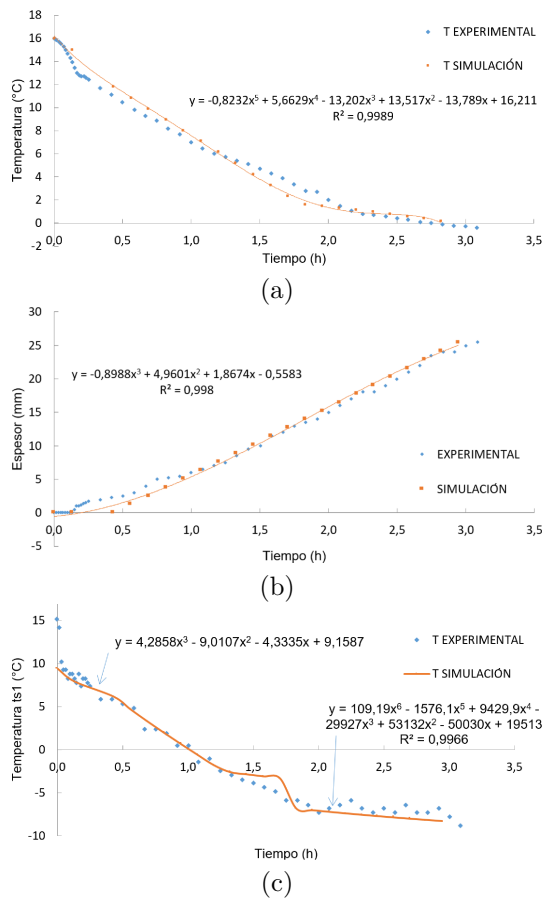 18
16
14
12
10
8
6
4
2
0
-2
Temperatura (°C)
T EXPERIMENTAL
T SIMULACIÓN
y = -0,8232x⁵ + 5,6629x⁴ - 13,202x³ + 13,517x² - 13,789x + 16,211
R² = 0,9989
0,0 0,5 1,0 1,5 2,0 2,5 3,0 3,5
Tiempo (h)
(a)
30
25
20
15
10
5
0
-5
Espesor (mm)
y = -0,8988x³ + 4,9601x² + 1,8674x - 0,5583
R² = 0,998
EXPERIMENTAL
SIMULACIÓN
0,0 0,5 1,0 1,5 2,0 2,5 3,0 3,5
Tiempo (h)
(b)
15
10
5
0
-5
-10
Temperatura ts1 (°C)
y = 4,2858x³ - 9,0107x² - 4,3335x + 9,1587
T EXPERIMENTAL
T SIMULACIÓN
y = 109,19x⁶ - 1576,1x⁵ + 9429,9x⁴ -
29927x³ + 53132x² - 50030x + 19513
R² = 0,9966
0,0 0,5 1,0 1,5 2,0 2,5 3,0 3,5
Tiempo (h)
(c)